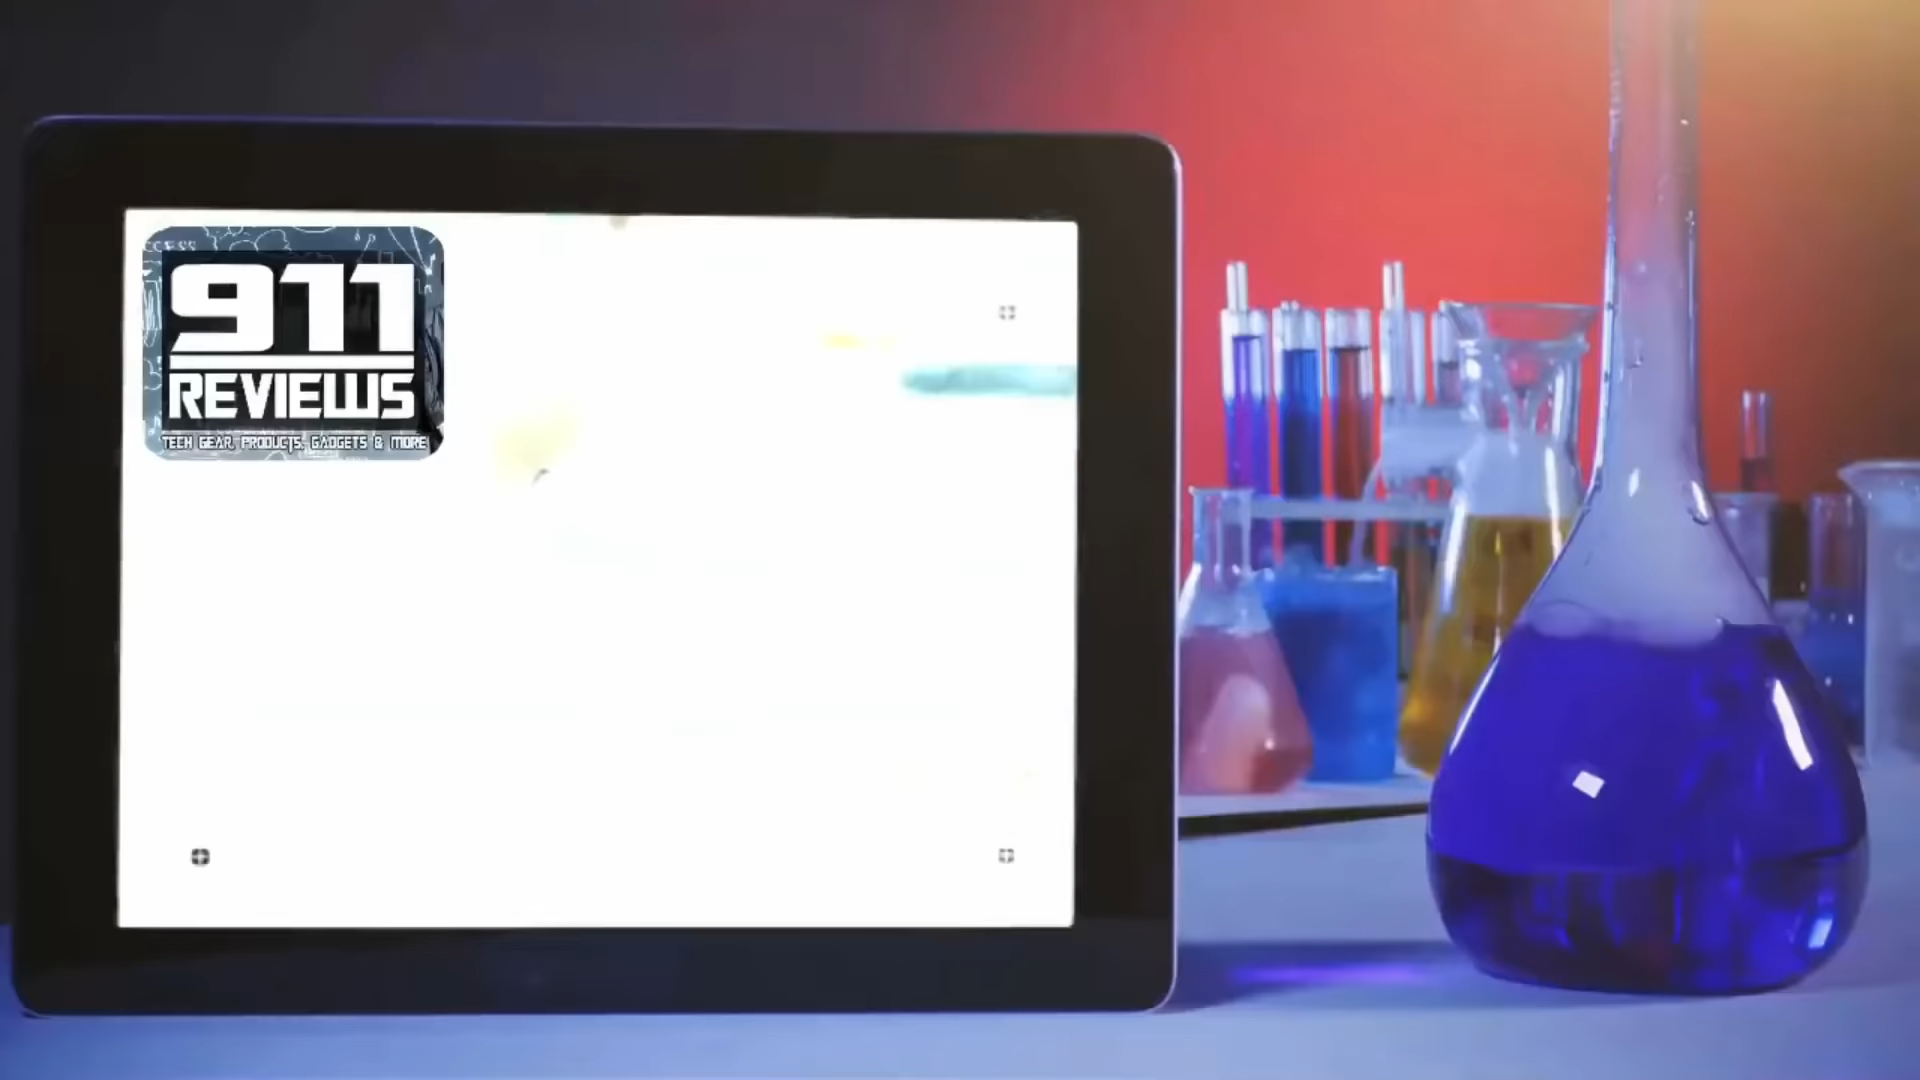 911
REVIEWS
TECH GEAR, PRODUCTS, GADGETS & MORE